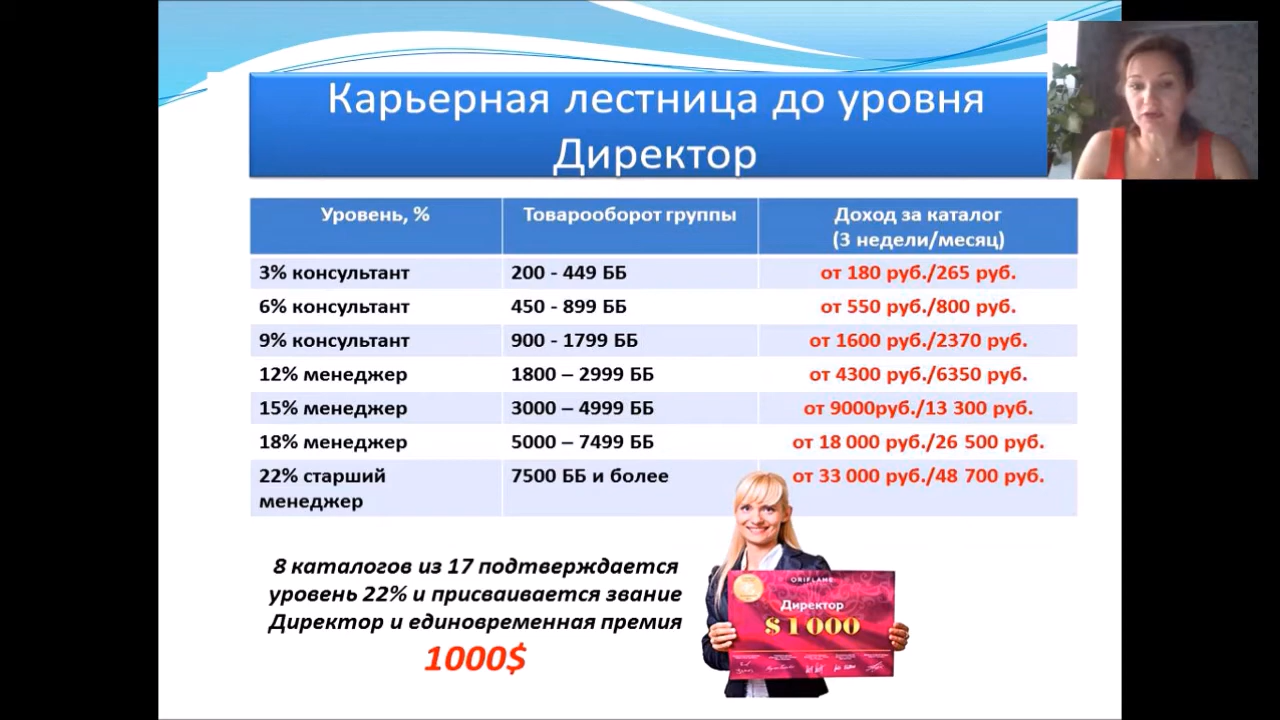 Карьерная лестница до уровня
Директор
Уровень, % Товарооборот группы Доход за каталог
(3 недели/месяц)
3% консультант 200 - 449 ББ от 180 руб./265 руб.
6% консультант 450 - 899 ББ от 550 руб./800 руб.
9% консультант 900 - 1799 ББ от 1600 руб./2370 руб.
12% менеджер 1800 – 2999 ББ от 4300 руб./6350 руб.
15% менеджер 3000 – 4999 ББ от 9000руб./13 300 руб.
18% менеджер 5000 – 7499 ББ от 18 000 руб./26 500 руб.
22% старший 7500 ББ и более от 33 000 руб./48 700 руб.
менеджер
8 каталогов из 17 подтверждается
уровень 22% и присваивается звание
Директор и единовременная премия
1000$
ORIFLAME
Директор
$ 1 000